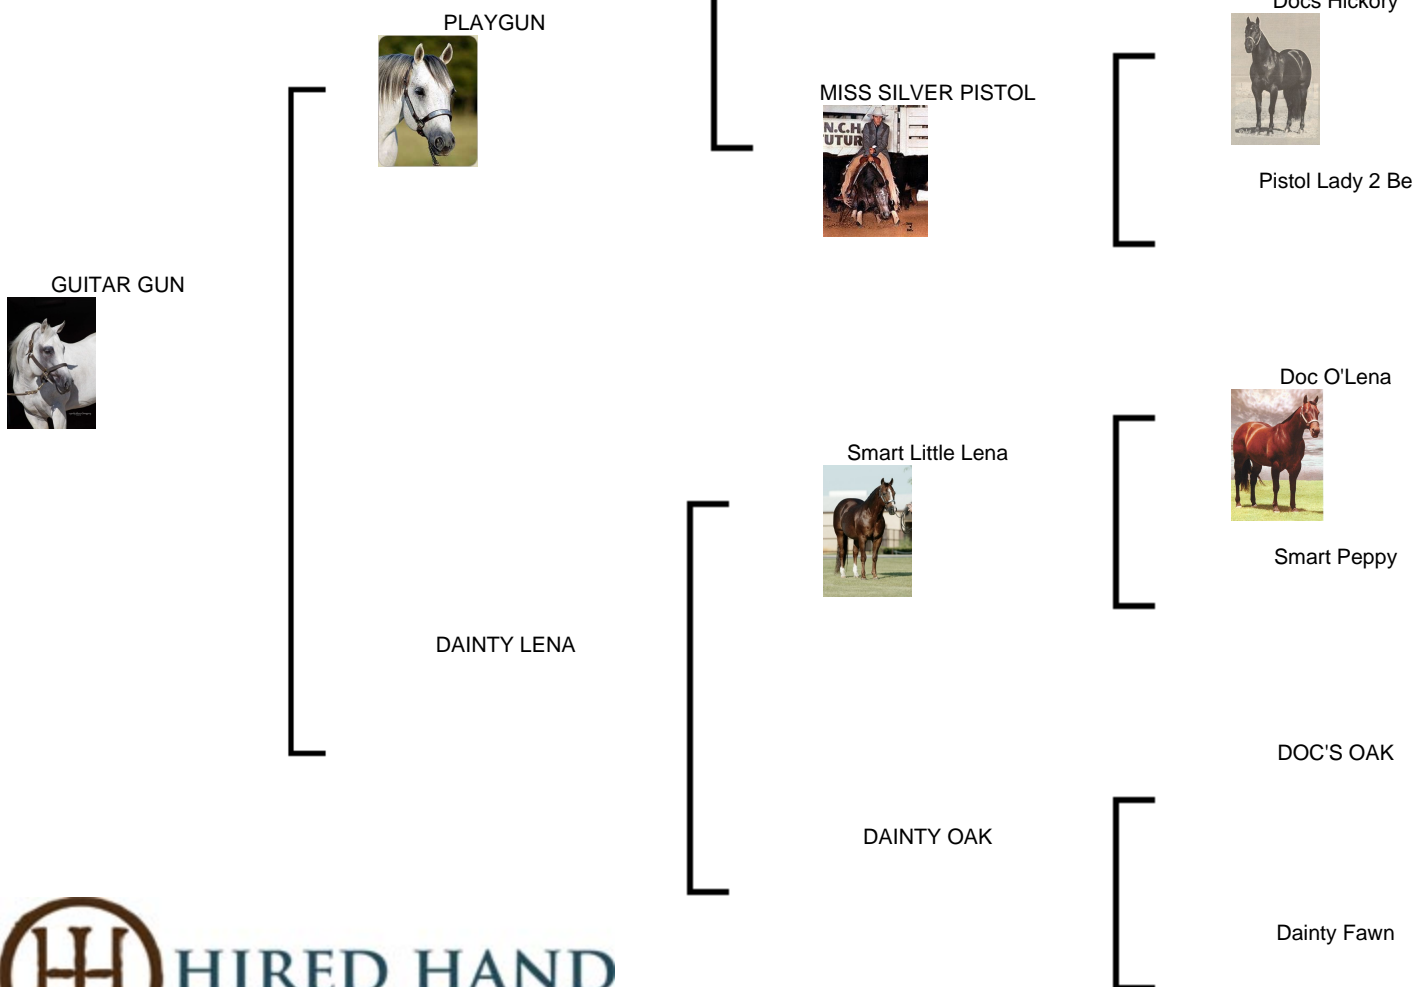 Docs Hickory
PLAYGUN
MISS SILVER PISTOL
N.C.H
UTUR
Pistol Lady 2 Be
GUITAR GUN
Doc O'Lena
Smart Little Lena
Smart Peppy
DAINTY LENA
DOC'S OAK
DAINTY OAK
Dainty Fawn
HIRED HAND